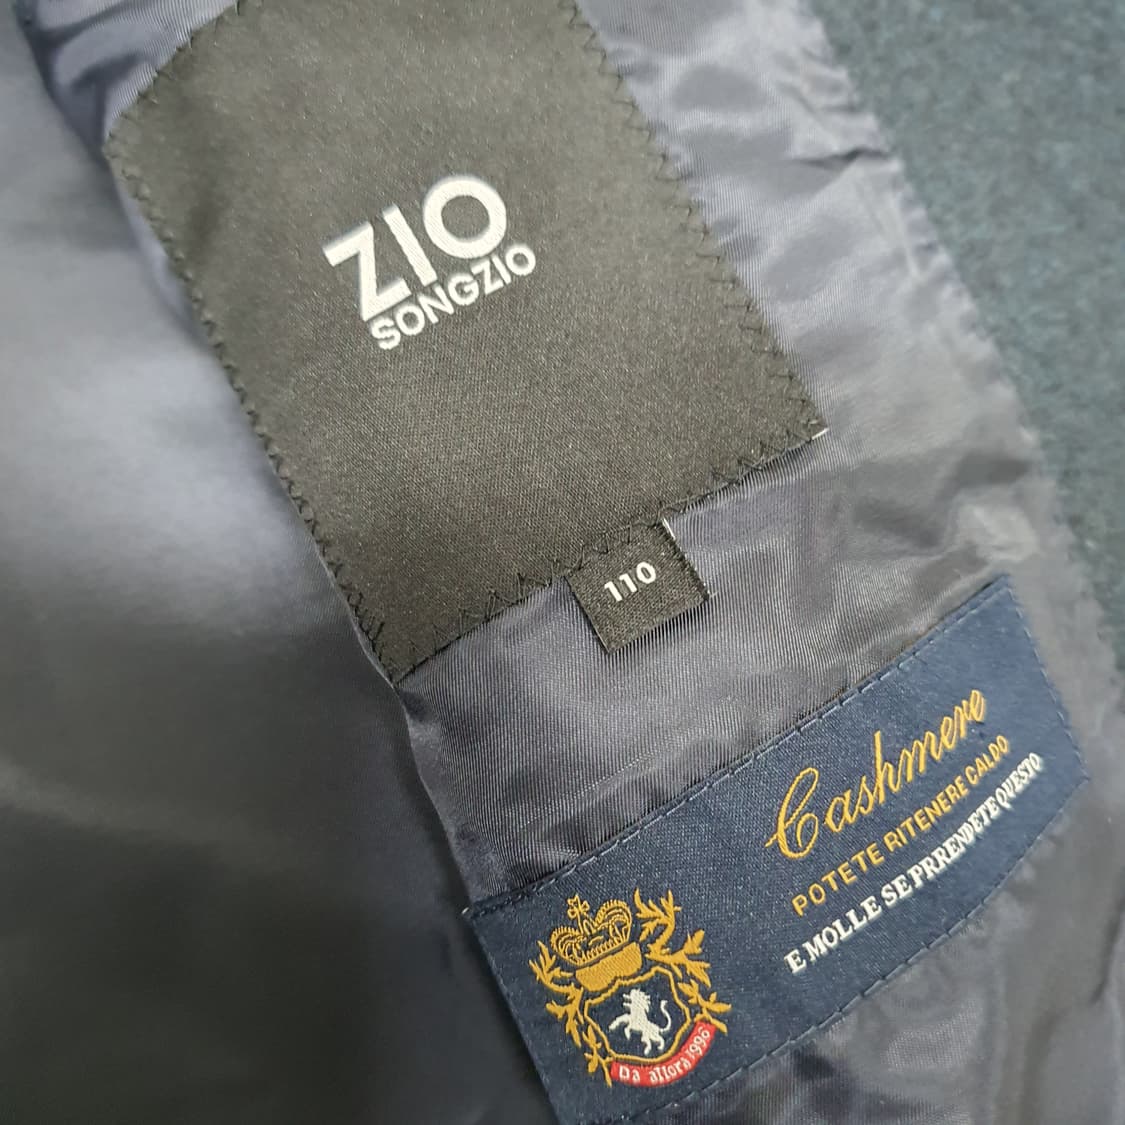 ZIO
SONGZIO
110
Cashmere
POTETE RITENERE CALDO
E MOLLE SE PRRENDETE QUESTO
Da allora 1996